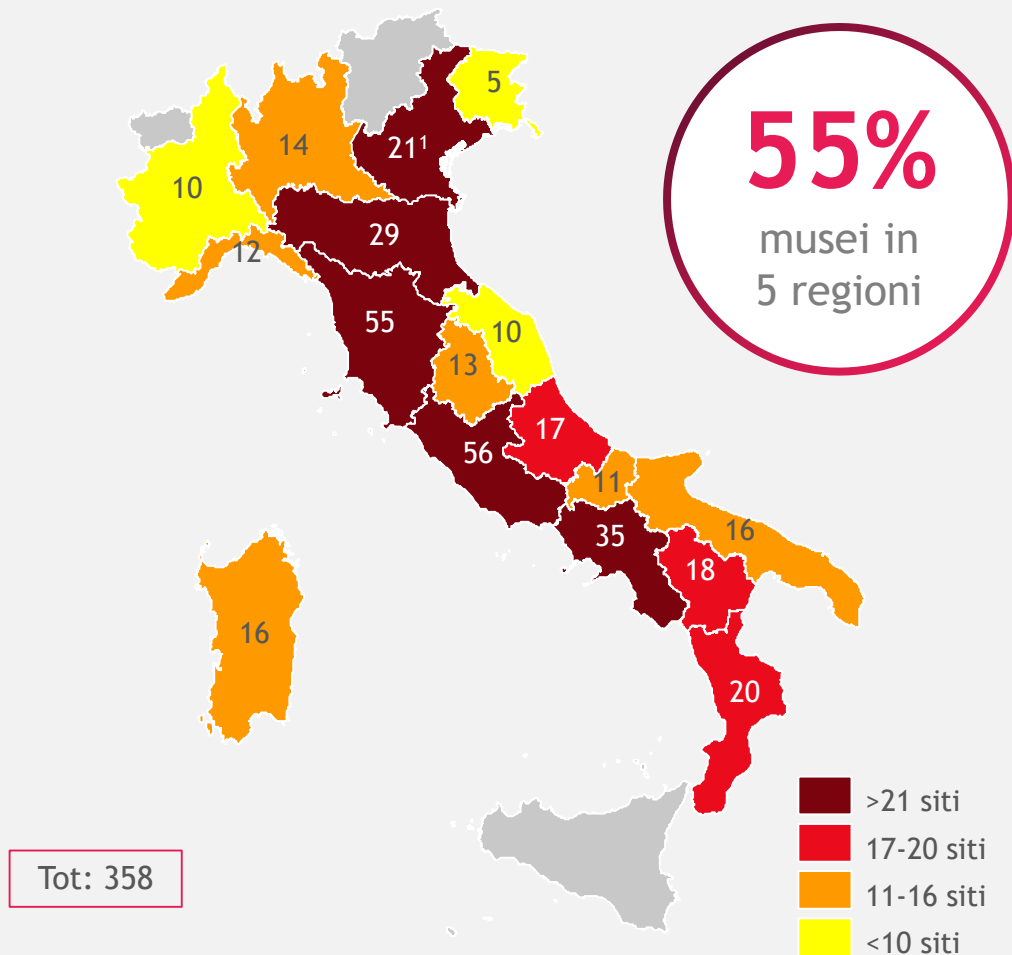 5
21¹
14
10
29
12
55
10
13
17
56
11
35
16
18
16
20
55%
musei in
5 regioni
Tot: 358
>21 siti
17-20 siti
11-16 siti
<10 siti